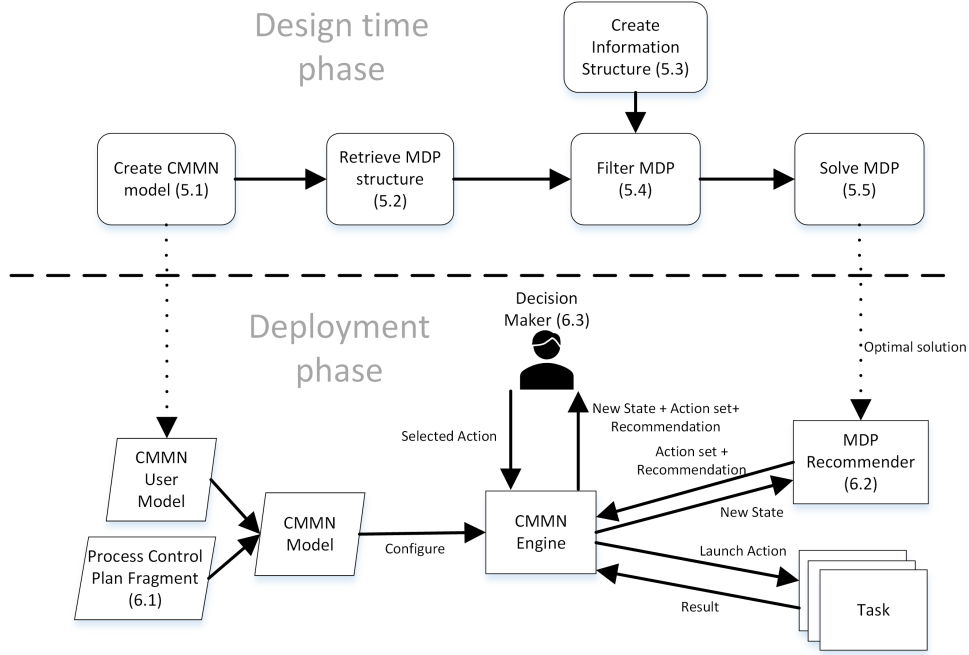 Design time
phase
Create
Information
Structure (5.3)
Create CMMN
model (5.1)
Retrieve MDP
structure
(5.2)
Filter MDP
(5.4)
Solve MDP
(5.5)
Deployment
phase
Decision
Maker (6.3)
Optimal solution
Selected Action
New State + Action set+
Recommendation
Action set +
Recommendation
MDP
Recommender
(6.2)
New State
CMMN
User
Model
Process Control
Plan Fragment
(6.1)
CMMN
Model
Configure
CMMN
Engine
Launch Action
Result
Task